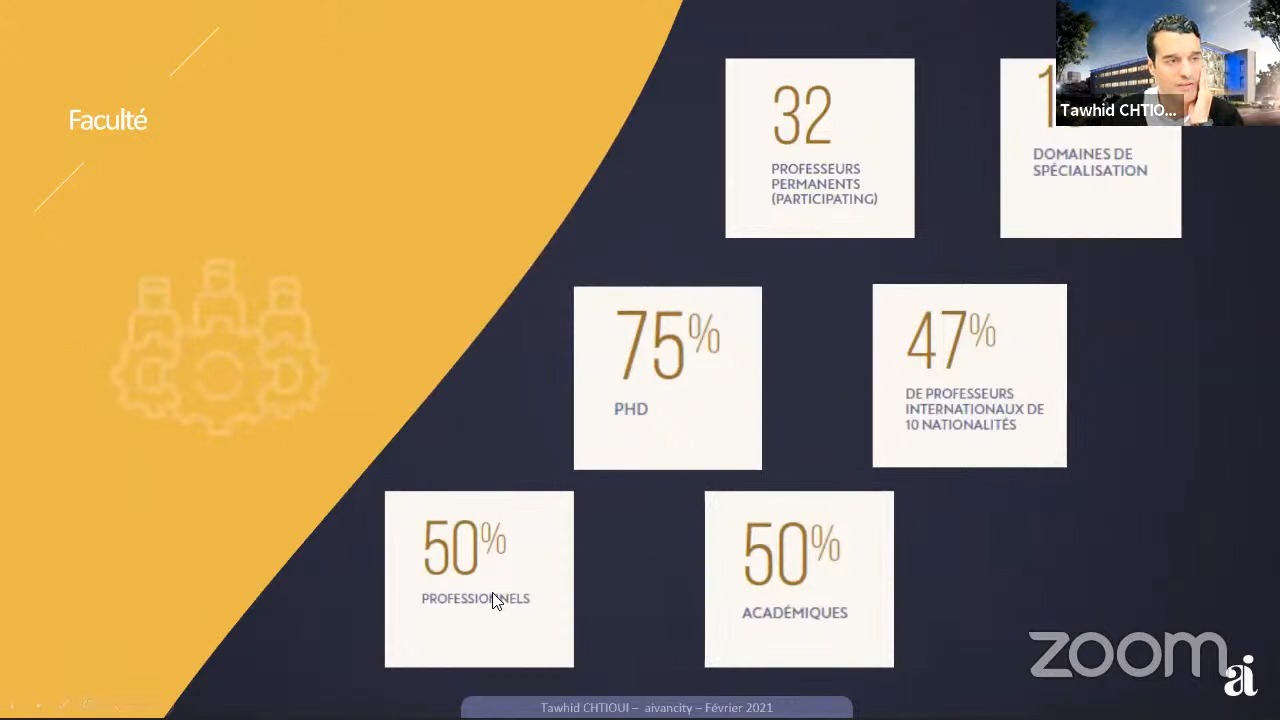 Faculté
32
PROFESSEURS
PERMANENTS
(PARTICIPATING)
DOMAINES DE
SPÉCIALISATION
Tawhid CHTIO...
75%
PHD
47%
DE PROFESSEURS
INTERNATIONAUX DE
10 NATIONALITÉS
50%
PROFESSIONNELS
50%
ACADÉMIQUES
zoom
ai
Tawhid CHTIOUI – aivancity – Février 2021